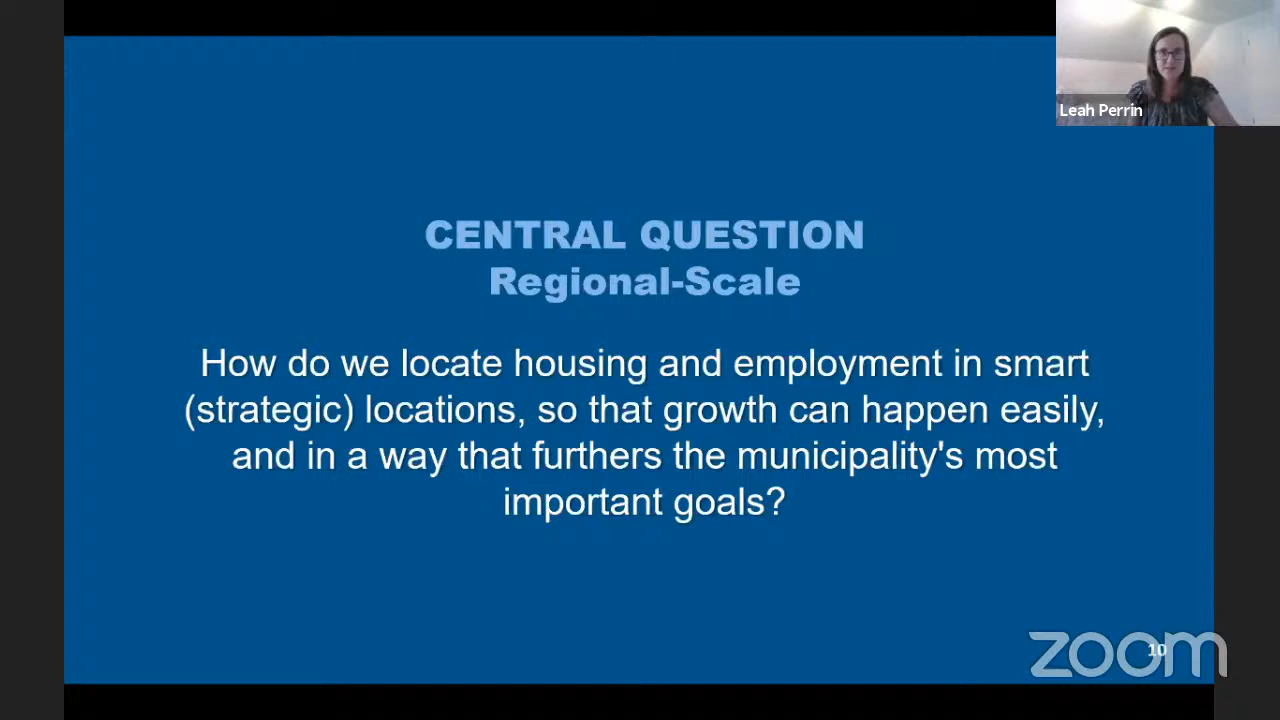 Leah Perrin
CENTRAL QUESTION
Regional-Scale
How do we locate housing and employment in smart
(strategic) locations, so that growth can happen easily,
and in a way that furthers the municipality's most
important goals?
10
zoom